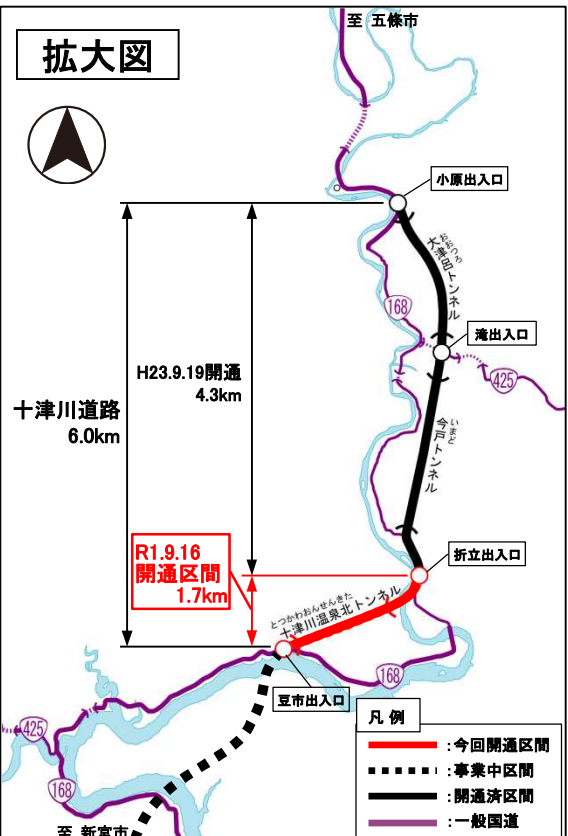 拡大図
至 五條市
小原出入口
おおつろ
大津呂トンネル
168
滝出入口
425
H23.9.19開通
4.3km
十津川道路
6.0km
いまど
今戸トンネル
R1.9.16
開通区間
1.7km
折立出入口
とつかわおんせんきた
十津川温泉北トンネル
豆市出入口
168
425
168
至 新宮市
凡 例
:今回開通区間
:事業中区間
:開通済区間
:一般国道